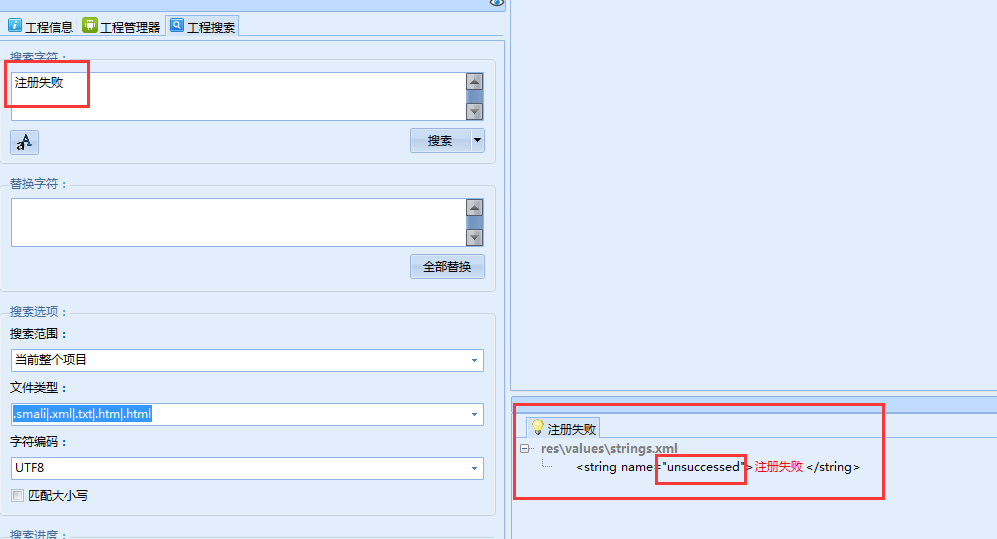 工程信息 工程管理器 工程搜索
搜索字符：
注册失败
搜索
替换字符：
全部替换
搜索选项：
搜索范围：
当前整个项目
文件类型：
.smali|.xml|.txt|.htm|.html
字符编码：
UTF8
匹配大小写
搜索进度：
注册失败
res\values\strings.xml
<string name="unsuccessed">注册失败</string>